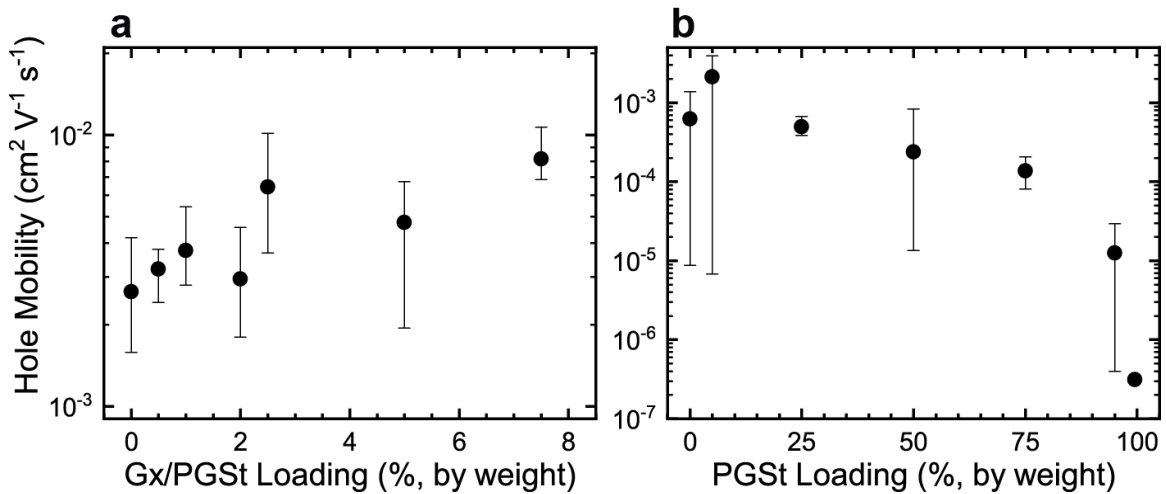 a
b
Hole Mobility (cm² V⁻¹ s⁻¹)
10⁻²
10⁻³
0 2 4 6 8
Gx/PGSt Loading (%, by weight)
10⁻³
10⁻⁴
10⁻⁵
10⁻⁶
10⁻⁷
0 25 50 75 100
PGSt Loading (%, by weight)